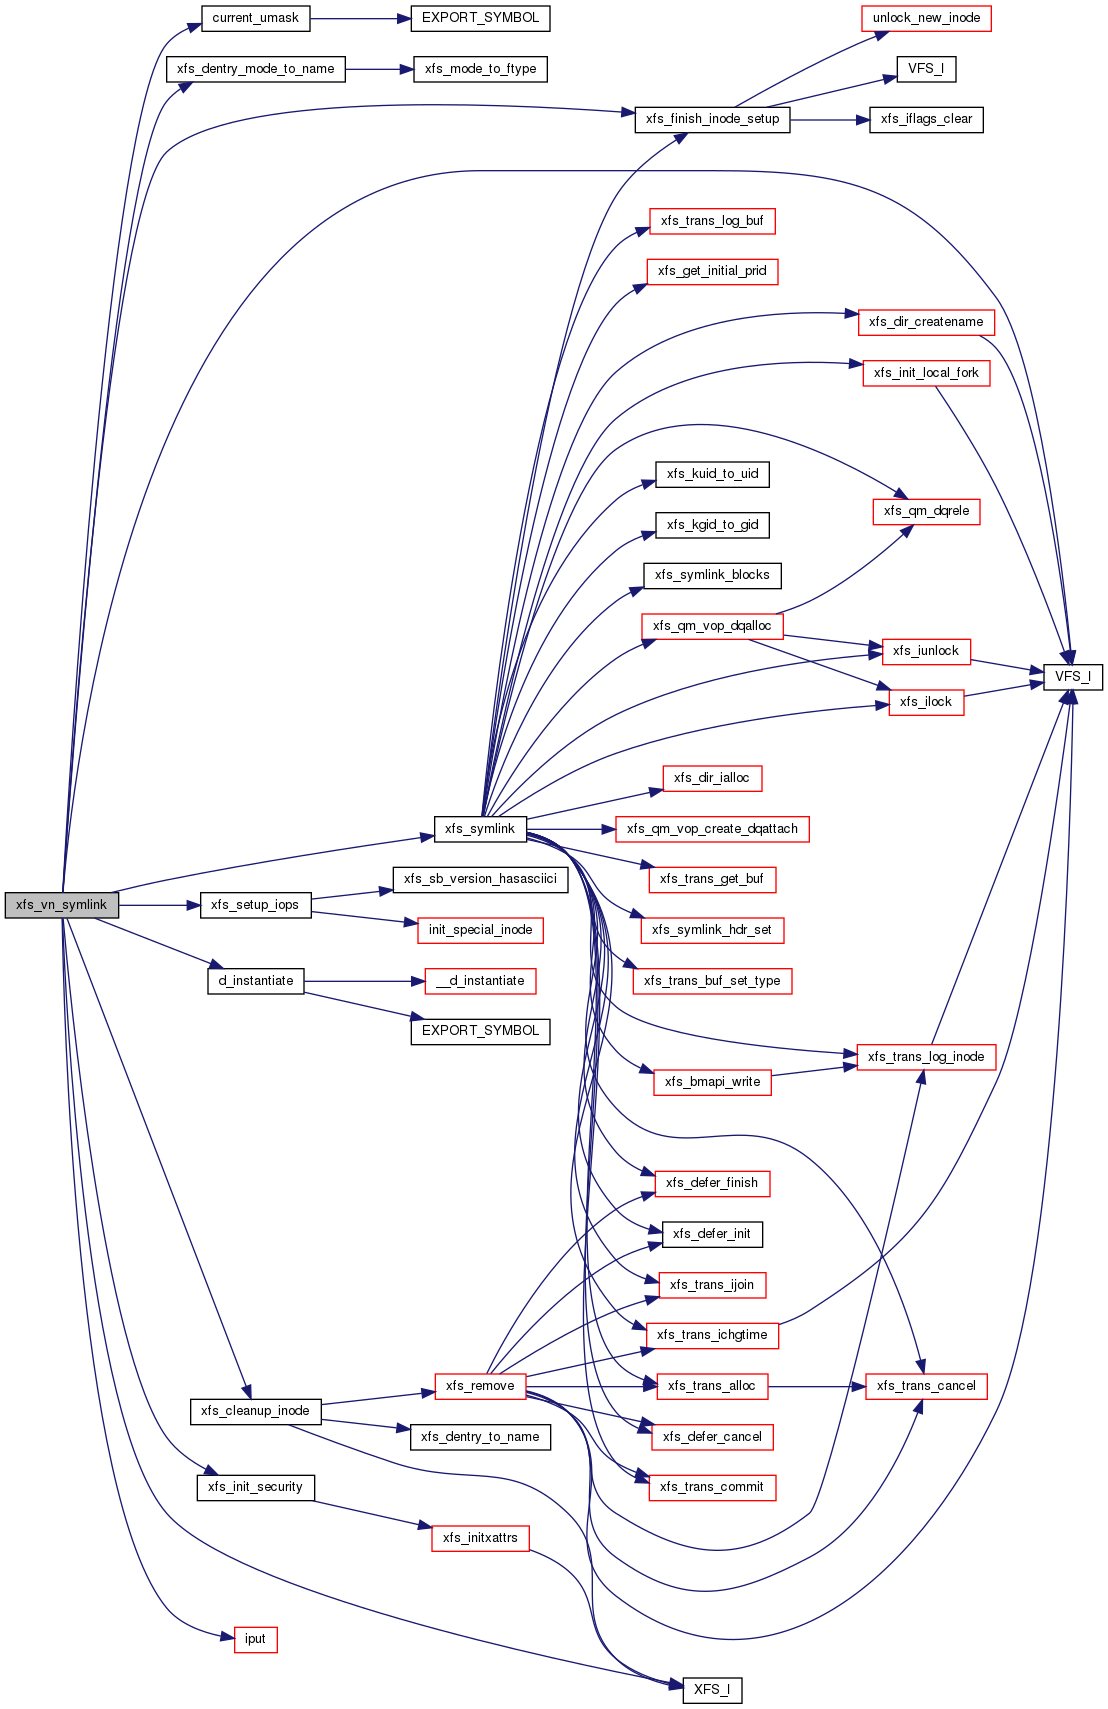 current_umask
EXPORT_SYMBOL
unlock_new_inode
xfs_dentry_mode_to_name
xfs_mode_to_ftype
VFS_I
xfs_finish_inode_setup
xfs_iflags_clear
xfs_trans_log_buf
xfs_get_initial_prid
xfs_dir_createname
xfs_init_local_fork
xfs_kuid_to_uid
xfs_qm_dqrele
xfs_kgid_to_gid
xfs_symlink_blocks
xfs_qm_vop_dqalloc
xfs_iunlock
VFS_I
xfs_ilock
xfs_dir_ialloc
xfs_symlink
xfs_qm_vop_create_dqattach
xfs_sb_version_hasasciici
xfs_trans_get_buf
xfs_vn_symlink
xfs_setup_iops
init_special_inode
xfs_symlink_hdr_set
d_instantiate
__d_instantiate
xfs_trans_buf_set_type
EXPORT_SYMBOL
xfs_trans_log_inode
xfs_bmapi_write
xfs_defer_finish
xfs_defer_init
xfs_trans_ijoin
xfs_trans_ichgtime
xfs_remove
xfs_trans_alloc
xfs_trans_cancel
xfs_cleanup_inode
xfs_dentry_to_name
xfs_defer_cancel
xfs_init_security
xfs_trans_commit
xfs_initxattrs
iput
XFS_I